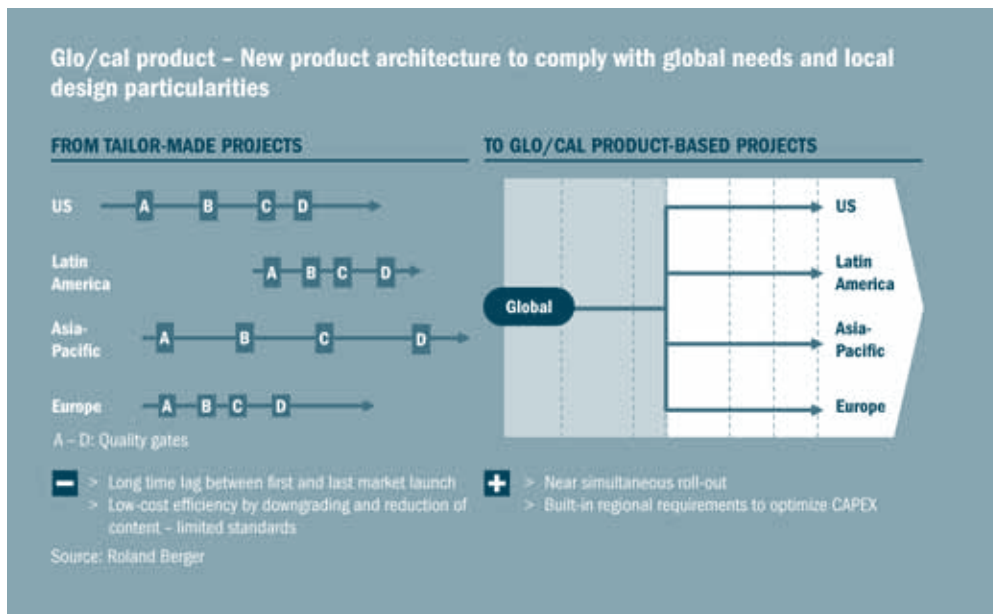 Glo/cal product – New product architecture to comply with global needs and local
design particularities
FROM TAILOR-MADE PROJECTS
US
A B C D
Latin
America
A B C D
Asia-
Pacific
A B C D
Europe
A B C D
A – D: Quality gates
> Long time lag between first and last market launch
> Low-cost efficiency by downgrading and reduction of
content – limited standards
TO GLO/CAL PRODUCT-BASED PROJECTS
Global
US
Latin
America
Asia-
Pacific
Europe
> Near simultaneous roll-out
> Built-in regional requirements to optimize CAPEX
Source: Roland Berger